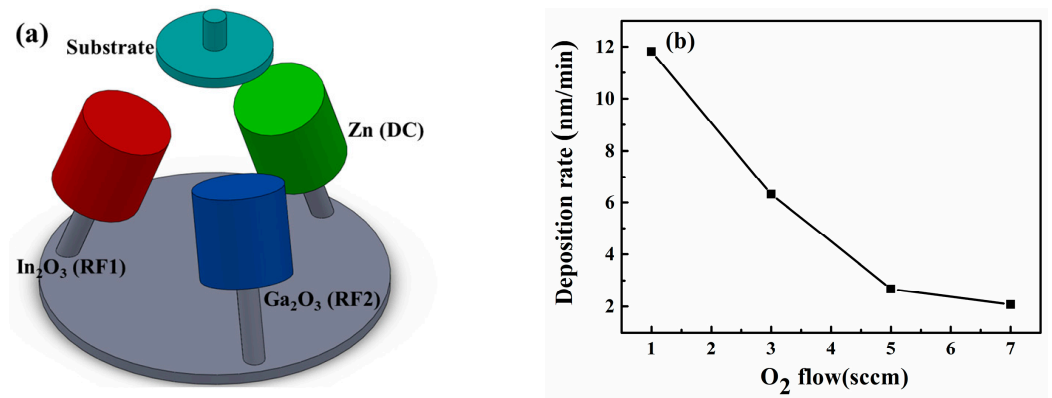 (a)
Substrate
Zn (DC)
In₂O₃ (RF1)
Ga₂O₃ (RF2)
(b)
Deposition rate (nm/min)
12
10
8
6
4
2
1 2 3 4 5 6 7
O₂ flow(sccm)